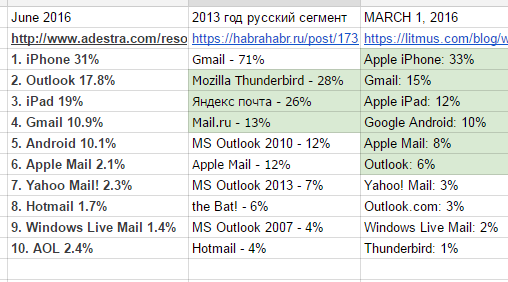 June 2016 2013 год русский сегмент MARCH 1, 2016
http://www.adestra.com/reso https://habrahabr.ru/post/173 https://litmus.com/blog/w
1. iPhone 31% Gmail - 71% Apple iPhone: 33%
2. Outlook 17.8% Mozilla Thunderbird - 28% Gmail: 15%
3. iPad 19% Яндекс почта - 26% Apple iPad: 12%
4. Gmail 10.9% Mail.ru - 13% Google Android: 10%
5. Android 10.1% MS Outlook 2010 - 12% Apple Mail: 8%
6. Apple Mail 2.1% Apple Mail - 12% Outlook: 6%
7. Yahoo Mail! 2.3% MS Outlook 2013 - 7% Yahoo! Mail: 3%
8. Hotmail 1.7% the Bat! - 6% Outlook.com: 3%
9. Windows Live Mail 1.4% MS Outlook 2007 - 4% Windows Live Mail: 2%
10. AOL 2.4% Hotmail - 4% Thunderbird: 1%